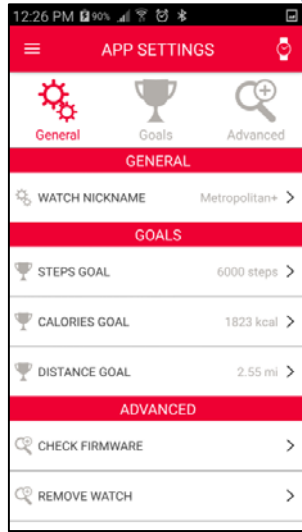 12:26 PM 90%
APP SETTINGS
General Goals Advanced
GENERAL
WATCH NICKNAME Metropolitan+ >
GOALS
STEPS GOAL 6000 steps >
CALORIES GOAL 1823 kcal >
DISTANCE GOAL 2.55 mi >
ADVANCED
CHECK FIRMWARE >
REMOVE WATCH >